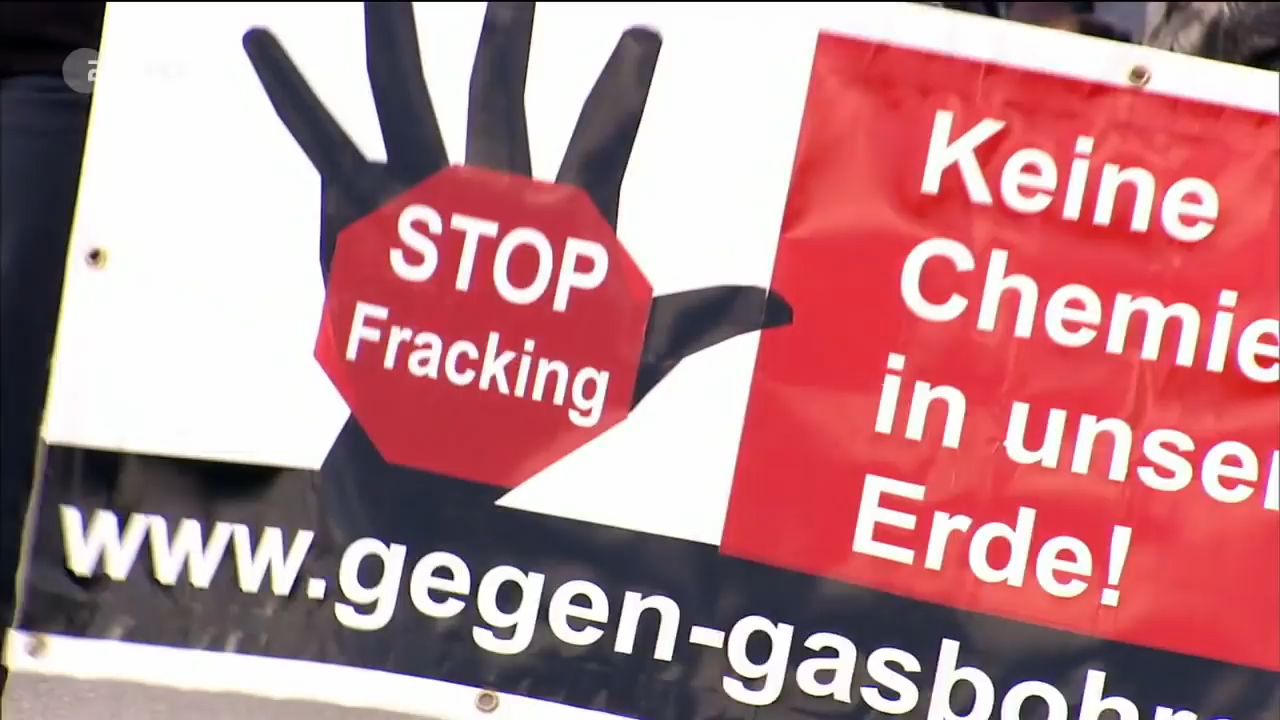 STOP
Fracking
Keine
Chemie
in unser
Erde!
www.gegen-gasbohr